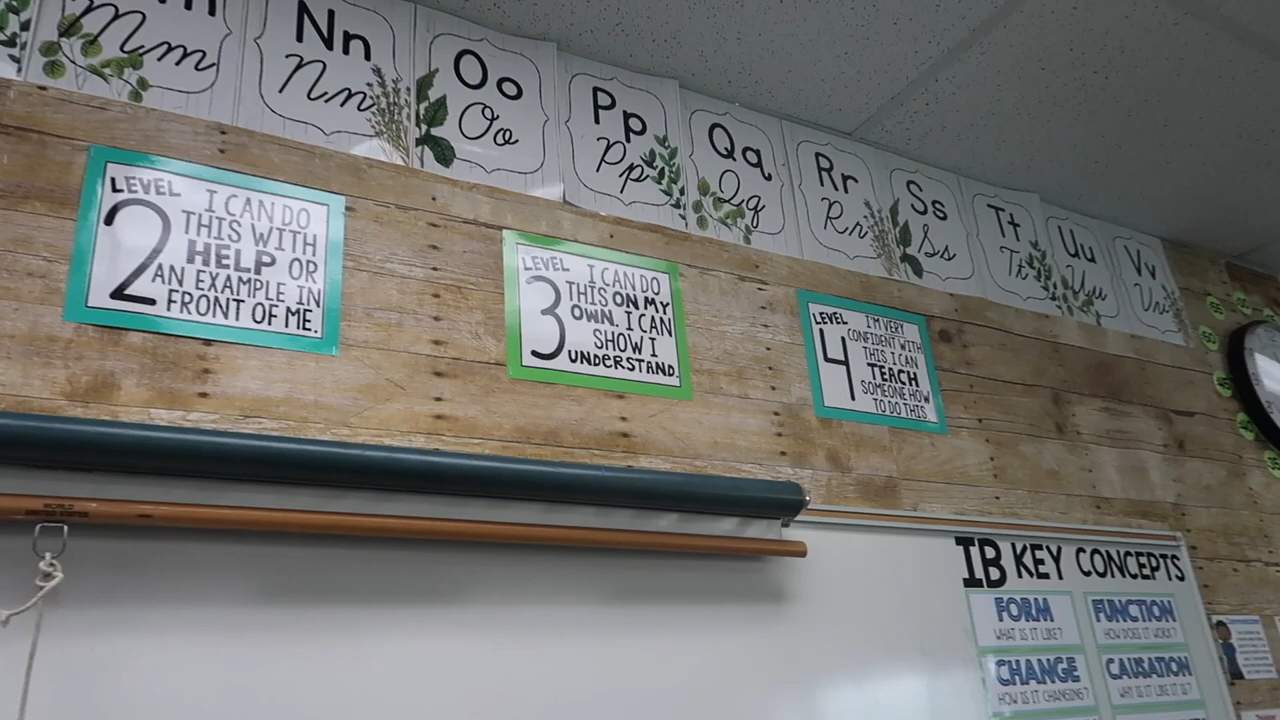 Mm
Mm
Nn
Nn
Oo
Oo
Pp
Pp
Qq
Qq
Rr
Rr
Ss
Ss
Tt
Tt
Uu
Uu
Vv
Vv
LEVEL
2
I CAN DO
THIS WITH
HELP OR
AN EXAMPLE IN
FRONT OF ME.
LEVEL
3
I CAN DO
THIS ON MY
OWN. I CAN
SHOW I
UNDERSTAND.
LEVEL
4
I'M VERY
CONFIDENT WITH
THIS. I CAN
TEACH
SOMEONE HOW
TO DO THIS
WORLD
IB KEY CONCEPTS
FORM
WHAT IS IT LIKE?
FUNCTION
HOW DOES IT WORK?
CHANGE
HOW IS IT CHANGING?
CAUSATION
WHY IS IT LIKE IT IS?